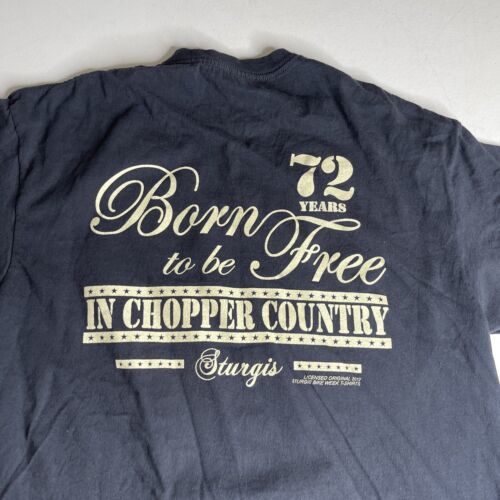 72
YEARS
Born
to be Free
IN CHOPPER COUNTRY
Sturgis
LICENSED ORIGINAL 2012
STURGIS BIKE WEEK T-SHIRTS